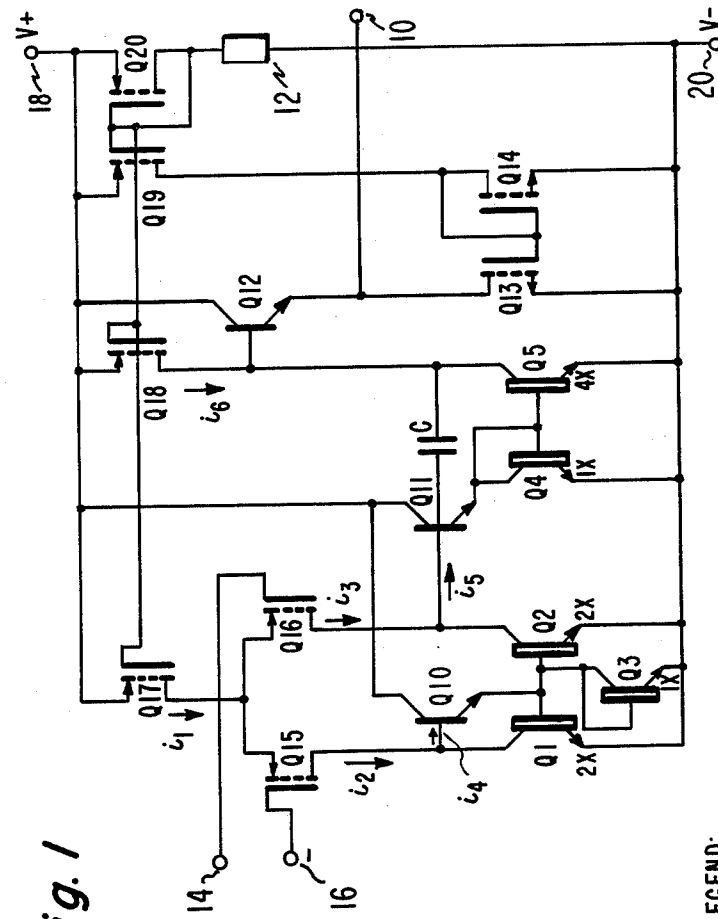 Fig. 1
18
V+
Q17
i1
Q18
i6
Q19
Q20
12
14
16
-
Q15
i2
Q16
i3
Q10
i4
Q11
i5
C
Q12
10
Q1
2X
Q2
2X
Q3
1X
Q4
1X
Q5
4X
Q13
Q14
20
V-
EGEND: